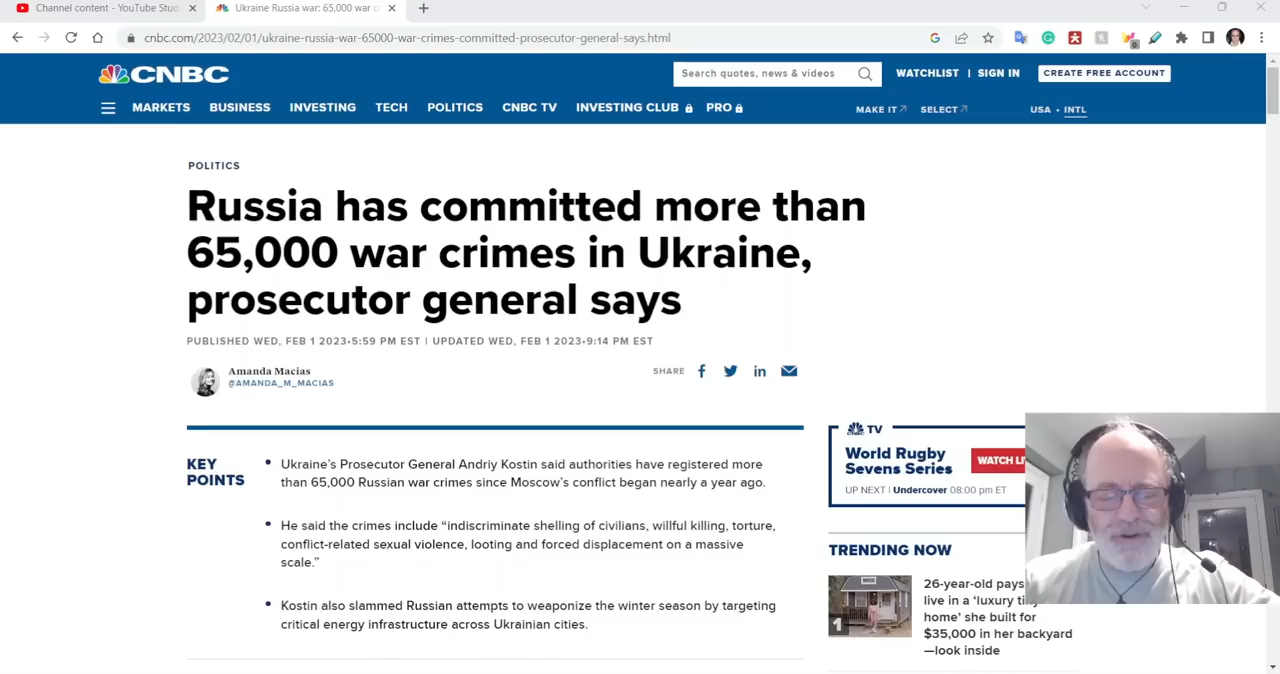 Channel content - YouTube Stud
Ukraine Russia war: 65,000 war c
cnbc.com/2023/02/01/ukraine-russia-war-65000-war-crimes-committed-prosecutor-general-says.html
CNBC
Search quotes, news & videos
WATCHLIST | SIGN IN
CREATE FREE ACCOUNT
MARKETS BUSINESS INVESTING TECH POLITICS CNBC TV INVESTING CLUB PRO
MAKE IT SELECT
USA • INTL
POLITICS
Russia has committed more than
65,000 war crimes in Ukraine,
prosecutor general says
PUBLISHED WED, FEB 1 2023•5:59 PM EST | UPDATED WED, FEB 1 2023•9:14 PM EST
Amanda Macias
@AMANDA_M_MACIAS
SHARE
KEY
POINTS
Ukraine’s Prosecutor General Andriy Kostin said authorities have registered more
than 65,000 Russian war crimes since Moscow’s conflict began nearly a year ago.
He said the crimes include “indiscriminate shelling of civilians, willful killing, torture,
conflict-related sexual violence, looting and forced displacement on a massive
scale.”
Kostin also slammed Russian attempts to weaponize the winter season by targeting
critical energy infrastructure across Ukrainian cities.
TV
World Rugby
Sevens Series
WATCH LI
UP NEXT | Undercover 08:00 pm ET
TRENDING NOW
1
26-year-old pays
live in a ‘luxury tiny
home’ she built for
$35,000 in her backyard
—look inside